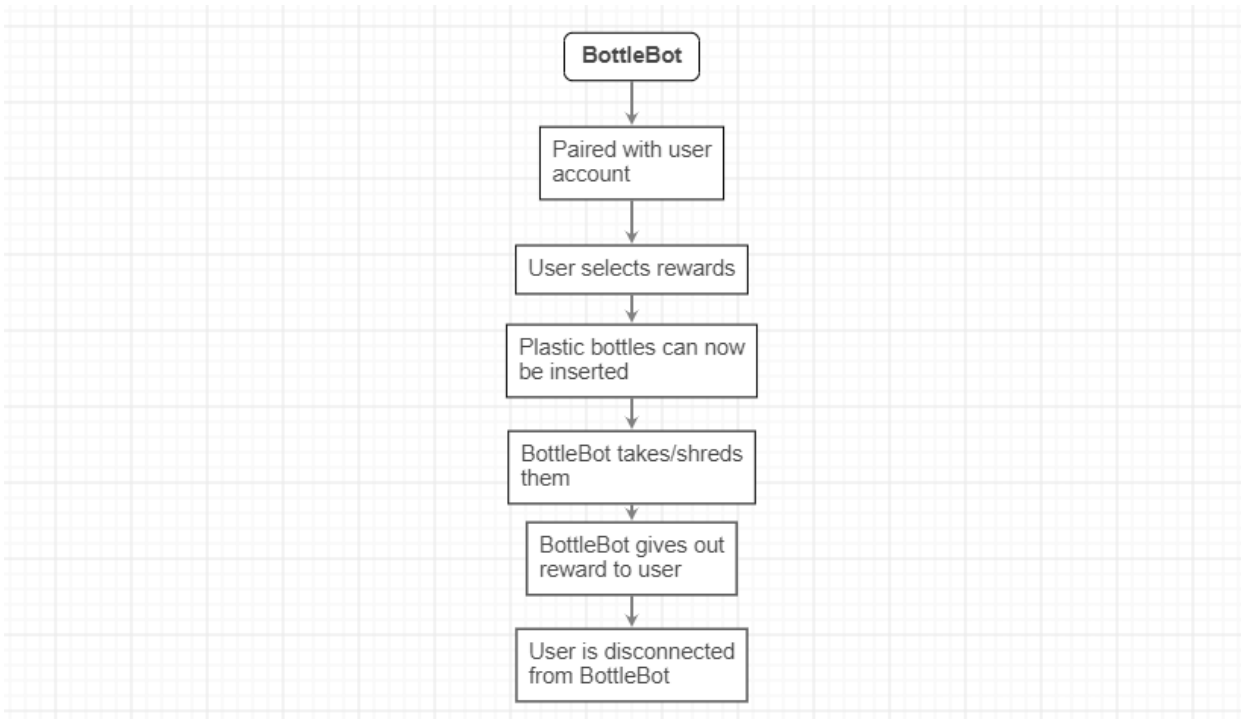 BottleBot
Paired with user
account
User selects rewards
Plastic bottles can now
be inserted
BottleBot takes/shreds
them
BottleBot gives out
reward to user
User is disconnected
from BottleBot